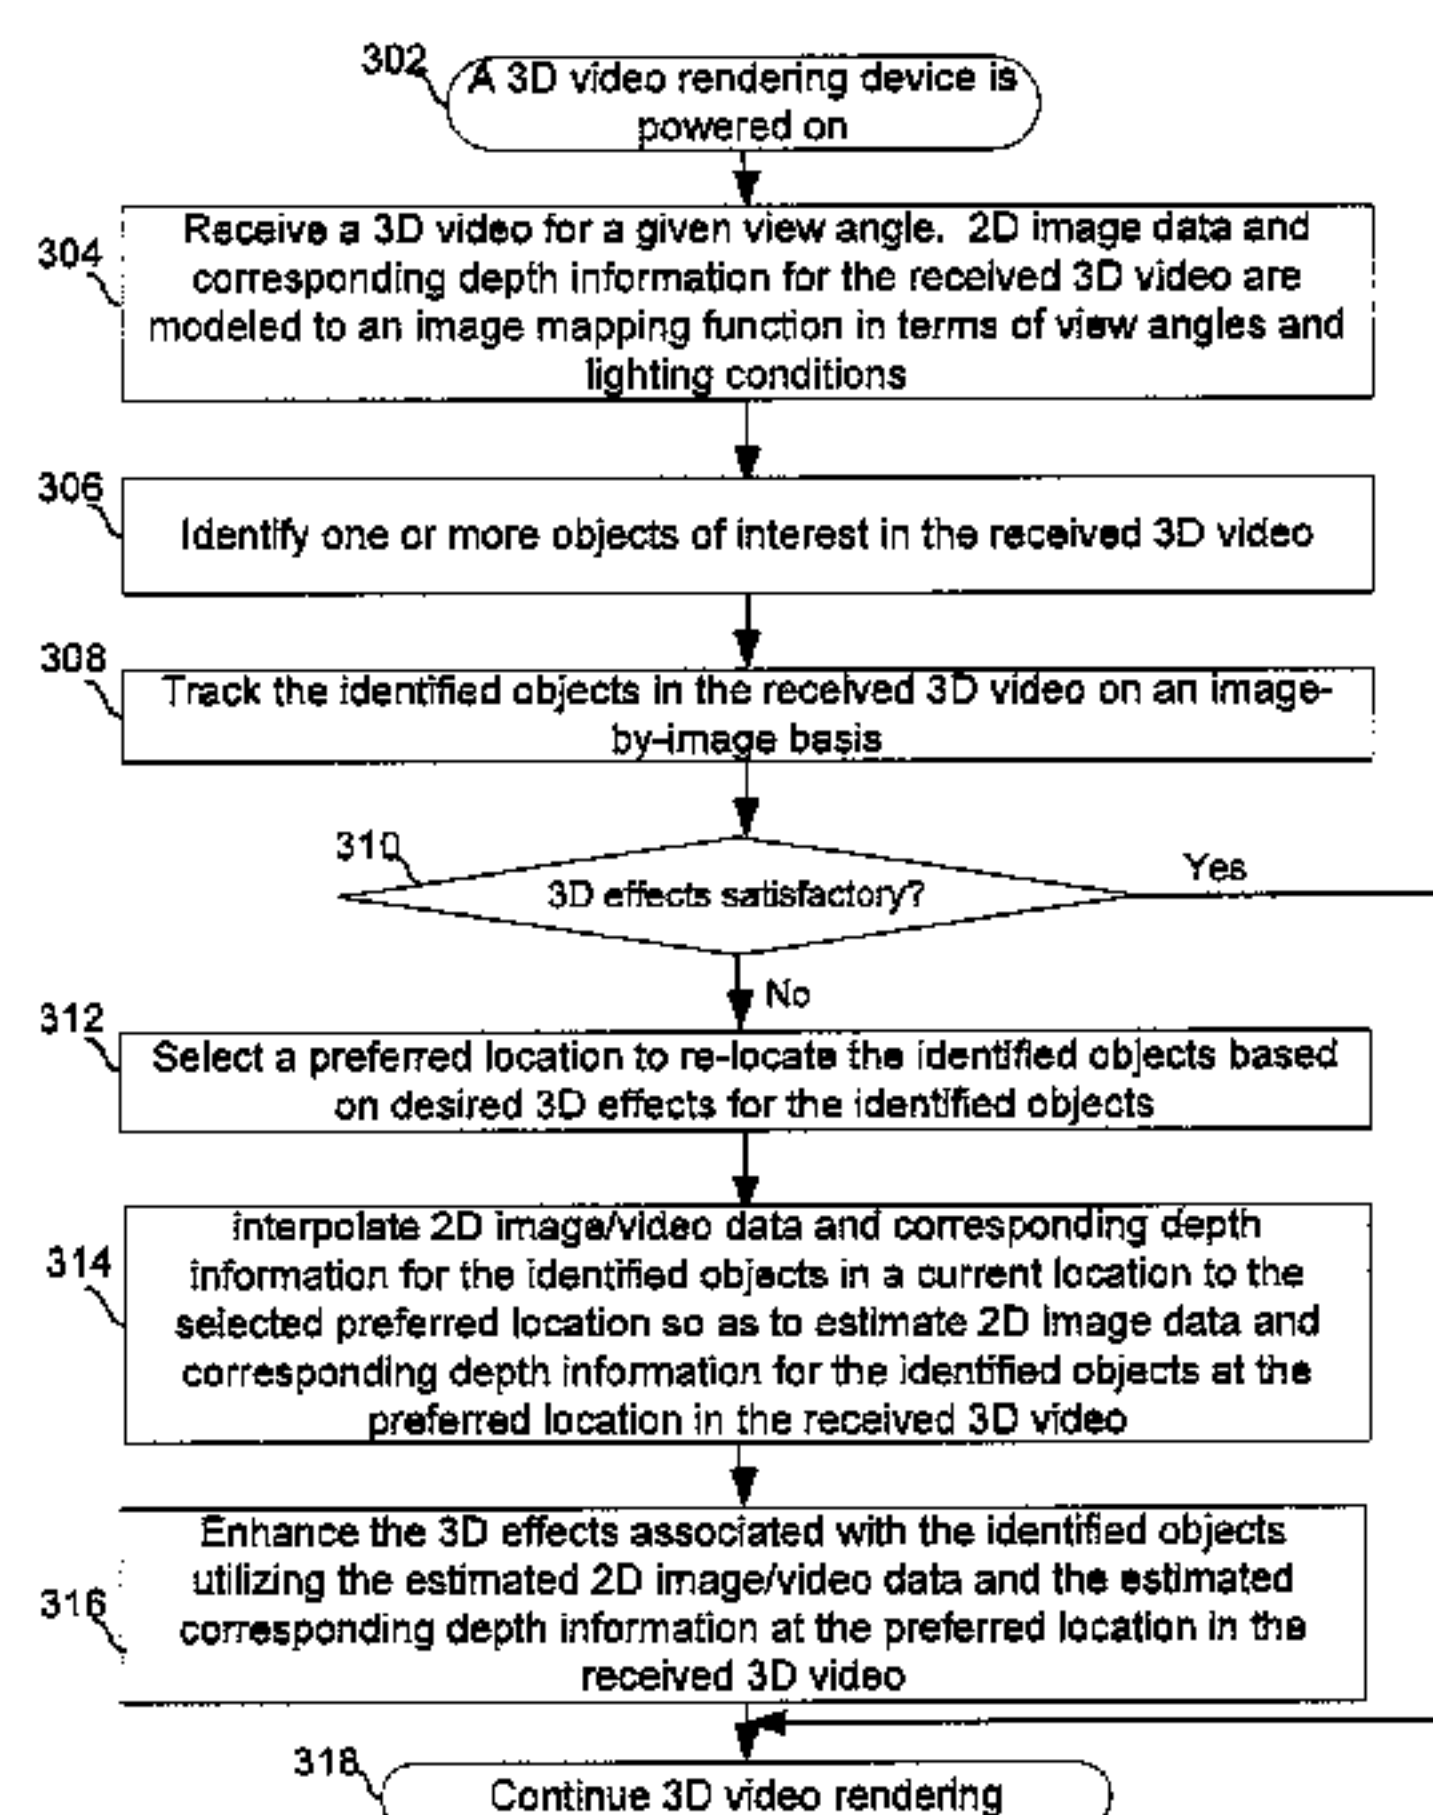 302
A 3D video rendering device is
powered on
304
Receive a 3D video for a given view angle. 2D image data and
corresponding depth information for the received 3D video are
modeled to an image mapping function in terms of view angles and
lighting conditions
306
Identify one or more objects of interest in the received 3D video
308
Track the identified objects in the received 3D video on an image-
by-image basis
310
3D effects satisfactory?
Yes
No
312
Select a preferred location to re-locate the identified objects based
on desired 3D effects for the identified objects
314
interpolate 2D image/video data and corresponding depth
information for the identified objects in a current location to the
selected preferred location so as to estimate 2D image data and
corresponding depth information for the identified objects at the
preferred location in the received 3D video
316
Enhance the 3D effects associated with the identified objects
utilizing the estimated 2D image/video data and the estimated
corresponding depth information at the preferred location in the
received 3D video
318
Continue 3D video rendering